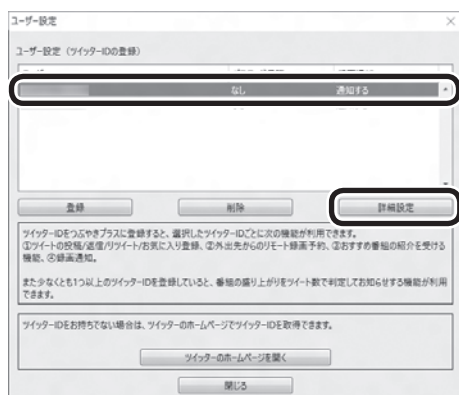 ユーザー設定
ユーザー設定（ツイッターIDの登録）
なし 通知する
登録 削除 詳細設定
ツイッターIDをつぶやきプラスに登録すると、選択したツイッターIDごとに次の機能が利用できます。
①ツイートの投稿/返信/リツイート/お気に入り登録、②外出先からのリモート録画予約、③おすすめ番組の紹介を受ける
機能、④録画通知。
また少なくとも1つ以上のツイッターIDを登録していると、番組の盛り上がりをツイート数で判定してお知らせする機能が利用
できます。
ツイッターIDをお持ちでない場合は、ツイッターのホームページでツイッターID取得できます。
ツイッターのホームページを開く
閉じる